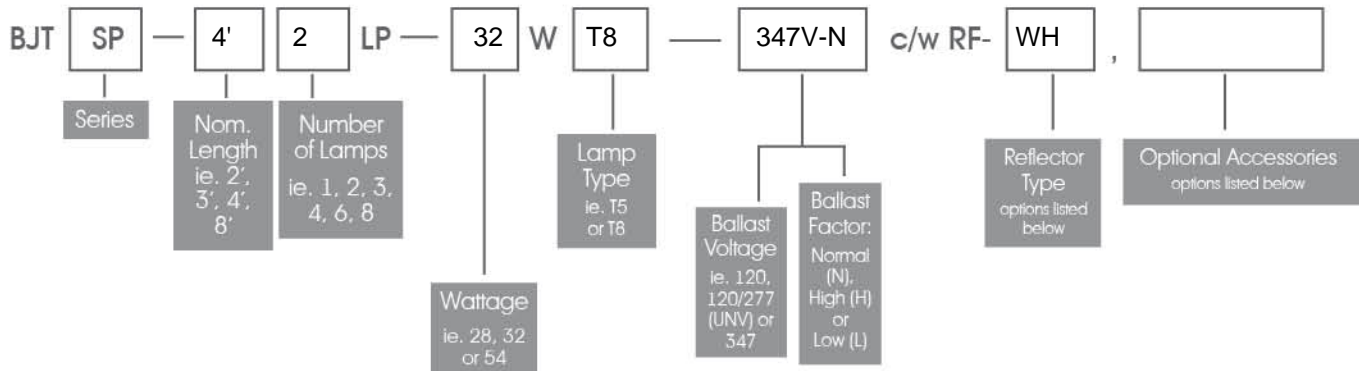 BJT SP — 4' 2 LP — 32 W T8 — 347V-N c/w RF- WH ,
Series
Nom.
Length
ie. 2',
3', 4',
8'
Number
of Lamps
ie. 1, 2, 3,
4, 6, 8
Wattage
ie. 28, 32
or 54
Lamp
Type
ie. T5
or T8
Ballast
Voltage
ie. 120,
120/277
(UNV) or
347
Ballast
Factor:
Normal
(N),
High (H)
or
Low (L)
Reflector
Type
options listed
below
Optional Accessories
options listed below